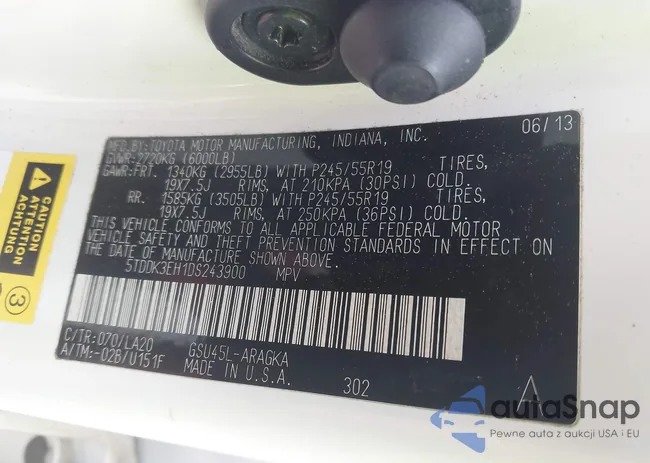 MFD.BY:TOYOTA MOTOR MANUFACTURING, INDIANA, INC. 06/13
GVWR:2720KG (6000LB)
GAWR:FRT. 1340KG (2955LB) WITH P245/55R19 TIRES,
19X7.5J RIMS, AT 210KPA (30PSI) COLD.
RR. 1585KG (3505LB) WITH P245/55R19 TIRES,
19X7.5J RIMS, AT 250KPA (36PSI) COLD.
THIS VEHICLE CONFORMS TO ALL APPLICABLE FEDERAL MOTOR
VEHICLE SAFETY AND THEFT PREVENTION STANDARDS IN EFFECT ON
THE DATE OF MANUFACTURE SHOWN ABOVE.
5TDDK3EH1DS243900 MPV
C/TR:070/LA20 GSU45L-ARAGKA
A/TM:-02B/U151F MADE IN U.S.A. 302 A
CAUTION
ATTENTION
ACHTUNG
3
autoSnap
Pewne auta z aukcji USA i EU